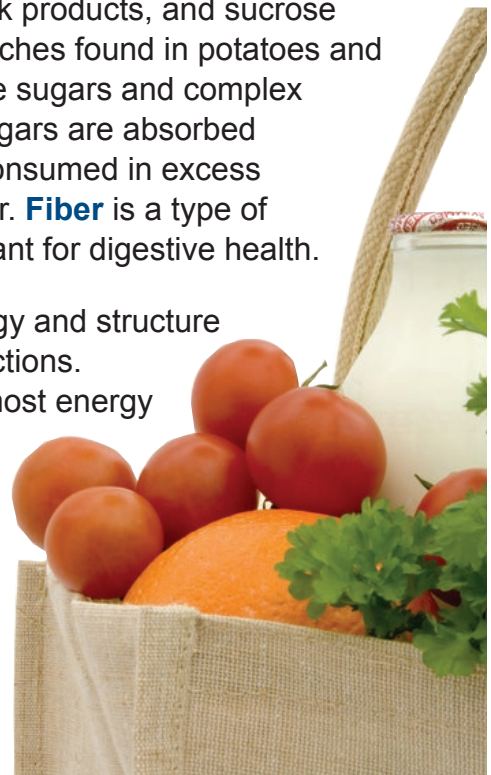 k products, and sucrose
ches found in potatoes and
e sugars and complex
gars are absorbed
onsumed in excess
r. Fiber is a type of
ant for digestive health.
gy and structure
ctions.
nost energy